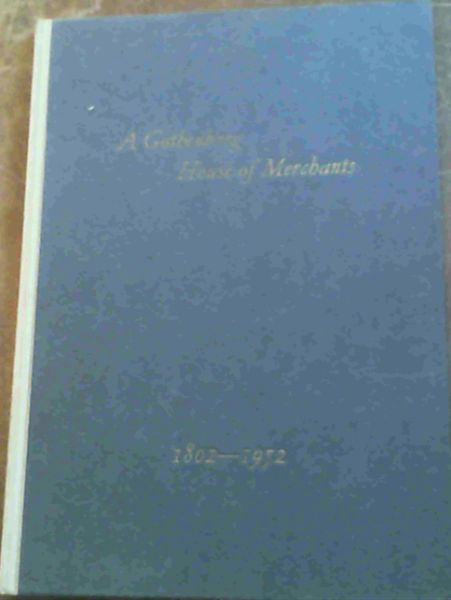 A Gothenburg
House of Merchants
1802—1952